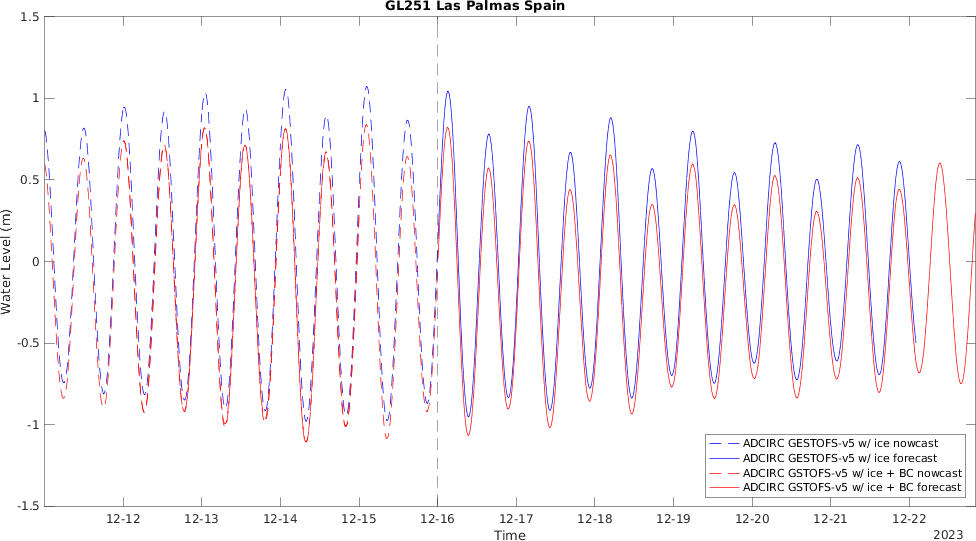 GL251 Las Palmas Spain
1.5
1
0.5
0
-0.5
-1
-1.5
Water Level (m)
ADCIRC GESTOFS-v5 w/ ice nowcast
ADCIRC GESTOFS-v5 w/ ice forecast
ADCIRC GSTOFS-v5 w/ ice + BC nowcast
ADCIRC GSTOFS-v5 w/ ice + BC forecast
12-12 12-13 12-14 12-15 12-16 12-17 12-18 12-19 12-20 12-21 12-22
Time 2023